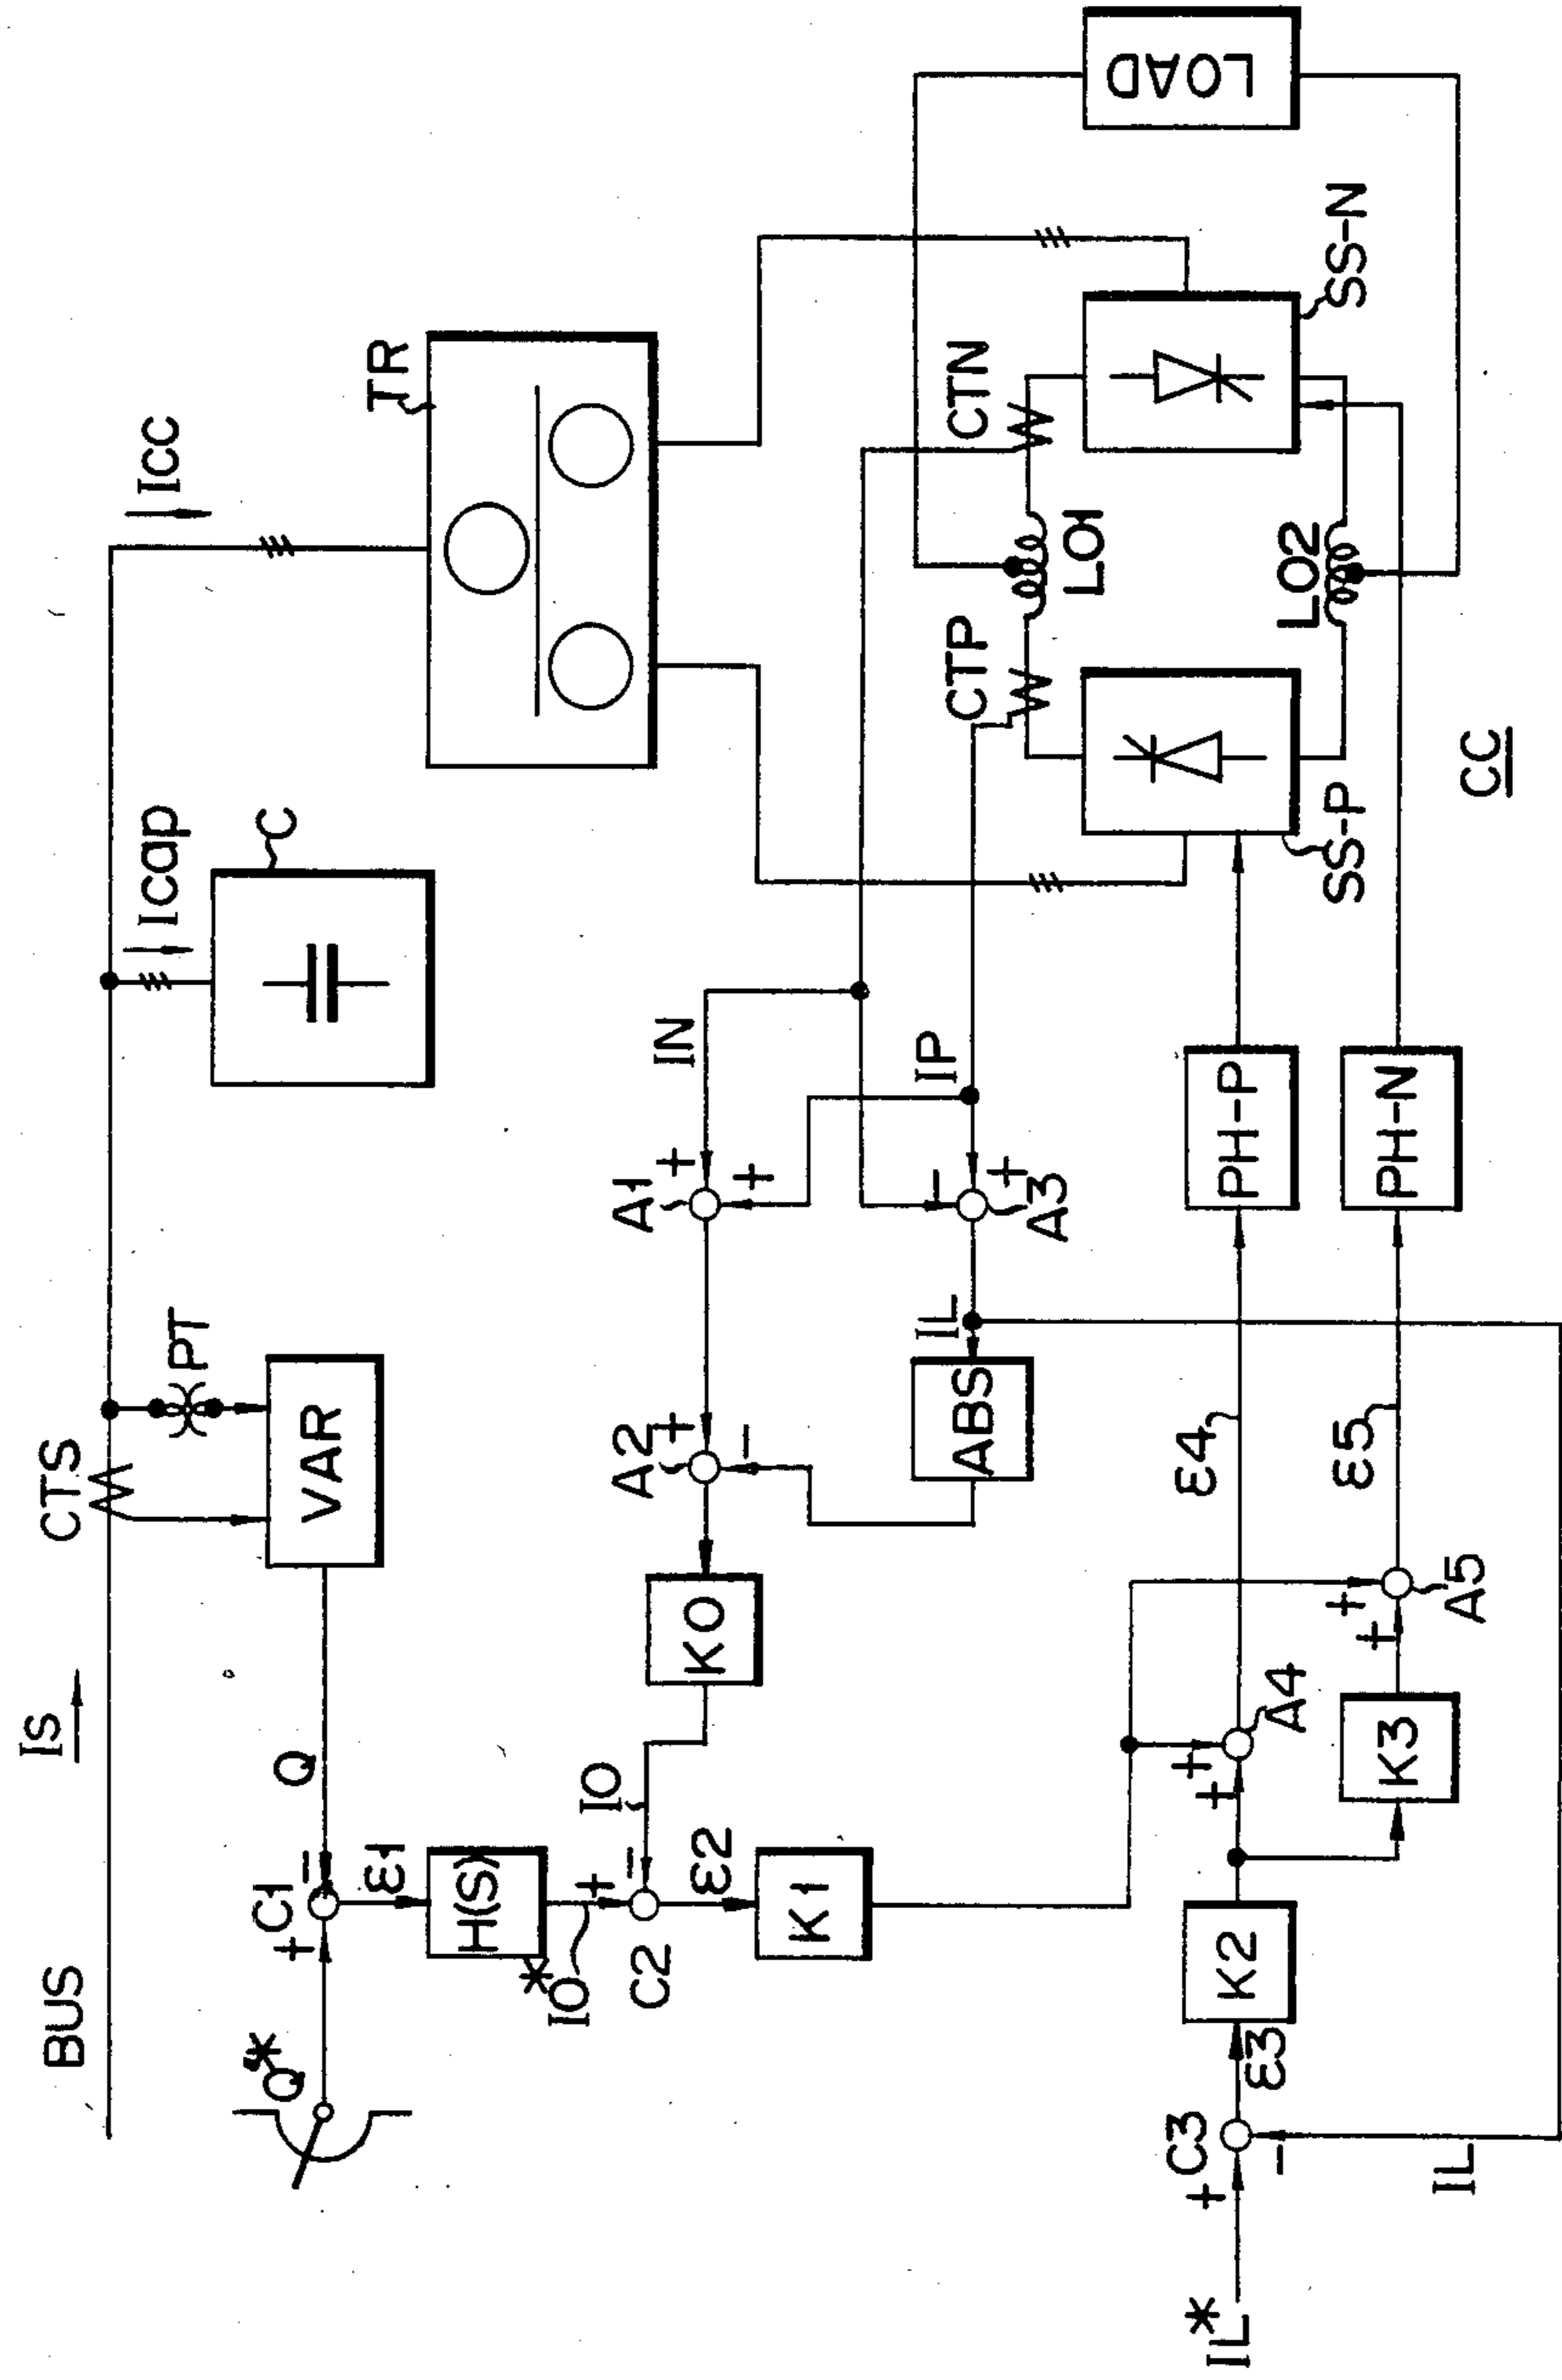 BUS
IS
CTS
PT
Icap
C
ICC
TR
Q*
C1
+
−
Q
VAR
ε1
H(S)
IO*
+
−
C2
IO
ε2
K1
KO
A2
+
−
A1
+
+
IN
IP
A3
−
+
IL
ABS
CTP
CTN
LO1
LO2
SS-P
SS-N
LOAD
CC
IL*
+
C3
−
ε3
K2
+
+
A4
K3
+
+
A5
ε4
ε5
PH-P
PH-N
IL